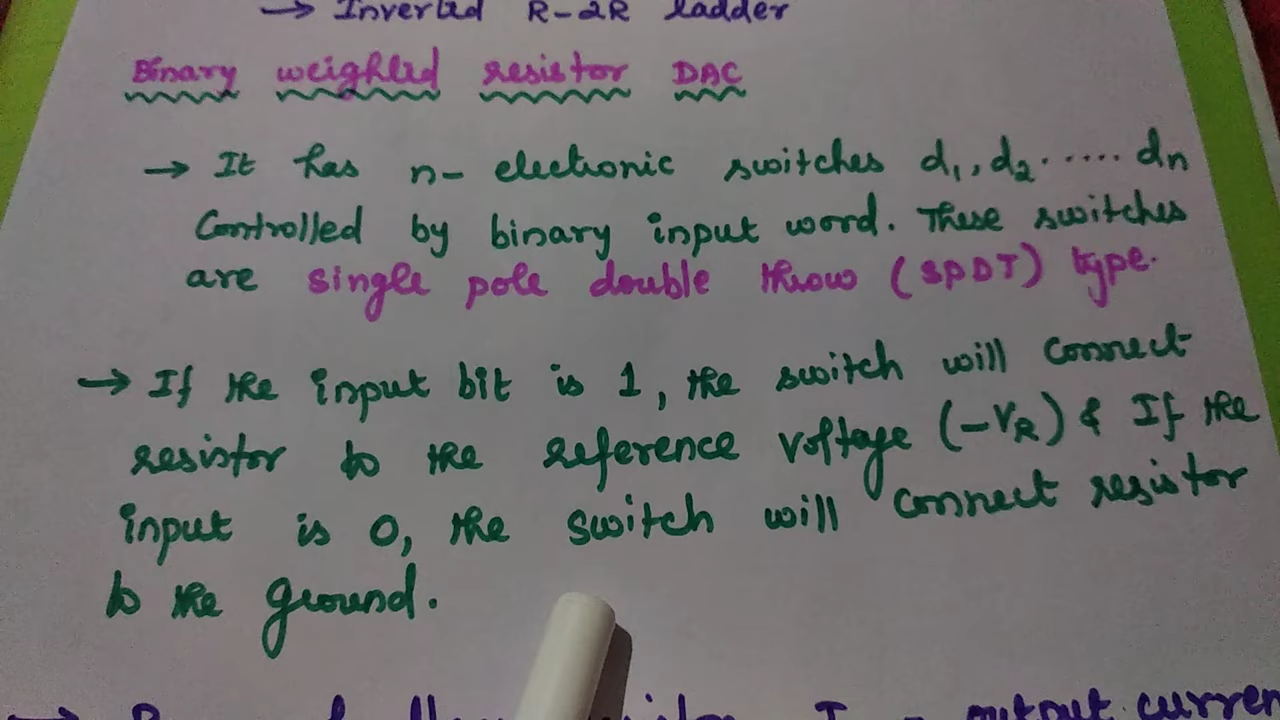 → Inverted R-2R ladder
Binary weighted resistor DAC
→ It has n- electronic switches d₁, d₂ ...... dn
Controlled by binary input word. These switches
are single pole double throw (SPDT) type.
→ If the input bit is 1, the switch will connect
resistor to the reference voltage (-VR) & If the
input is 0, the switch will connect resistor
to the ground.
output current